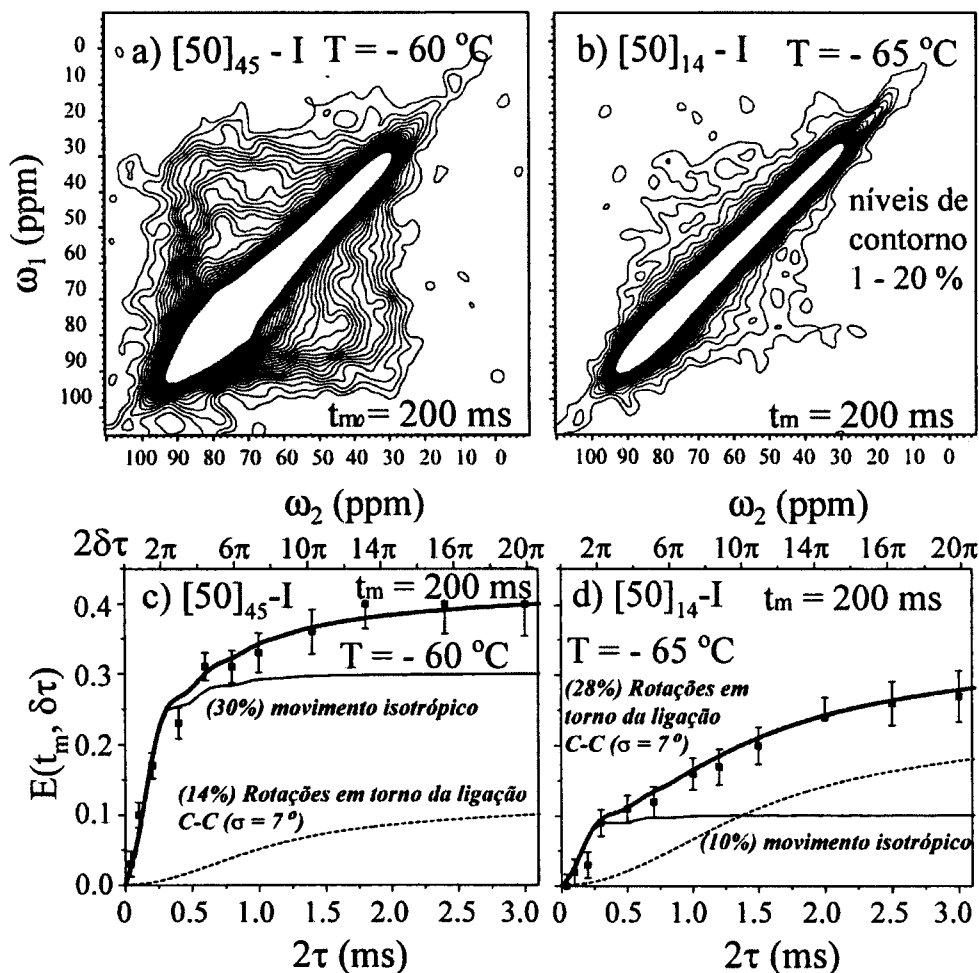 a) [50]₄₅ - I T = - 60 °C
0
10
20
30
40
50
60
70
80
90
100
ω₁ (ppm)
tm = 200 ms
100 90 80 70 60 50 40 30 20 10 0
ω₂ (ppm)
b) [50]₁₄ - I T = - 65 °C
níveis de
contorno
1 - 20 %
tm = 200 ms
100 90 80 70 60 50 40 30 20 10 0
ω₂ (ppm)
2δτ 2π 6π 10π 14π 16π 20π
c) [50]₄₅-I tm = 200 ms
T = - 60 °C
0.4
0.3
0.2
0.1
0.0
E(tm, δτ)
(30%) movimento isotrópico
(14%) Rotações em torno da ligação
C-C (σ = 7º)
0 0.5 1.0 1.5 2.0 2.5 3.0
2τ (ms)
2π 6π 10π 14π 16π 20π
d) [50]₁₄-I tm = 200 ms
T = - 65 °C
(28%) Rotações em
torno da ligação
C-C (σ = 7º)
(10%) movimento isotrópico
0 0.5 1.0 1.5 2.0 2.5 3.0
2τ (ms)